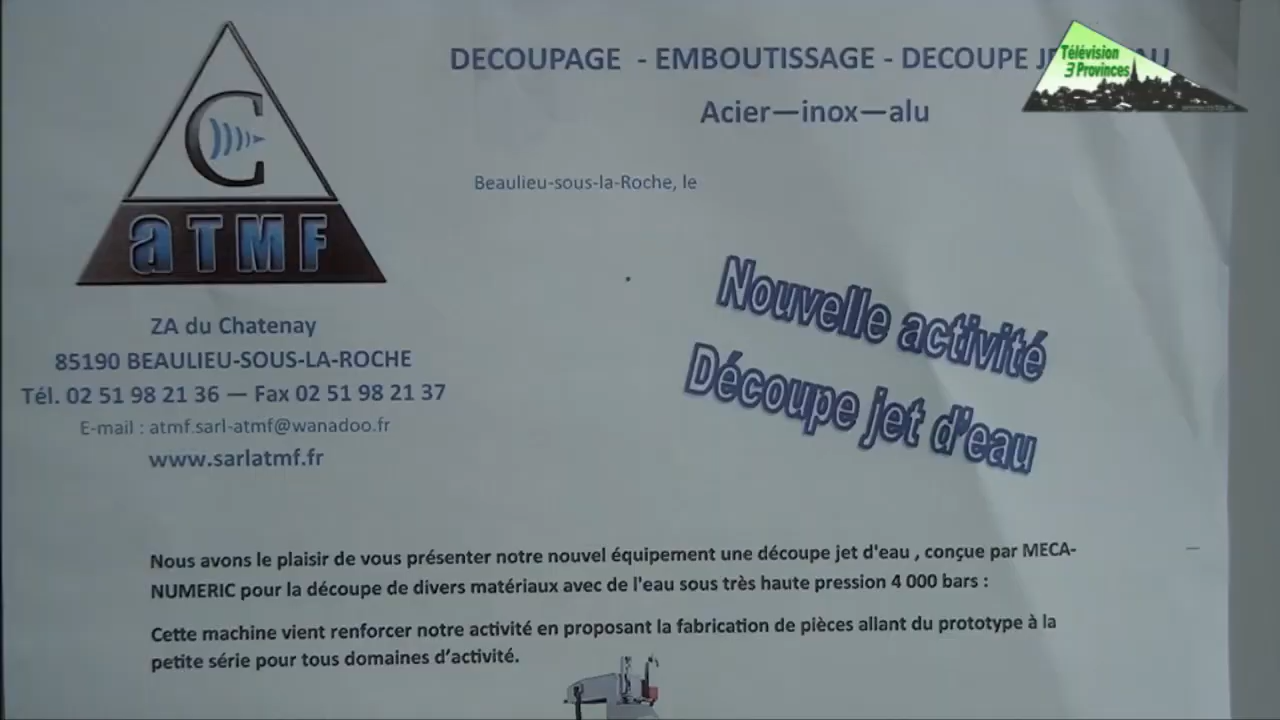 DECOUPAGE - EMBOUTISSAGE - DECOUPE
Télévision
3 Provinces
Acier—inox—alu
C
aTMF
Beaulieu-sous-la-Roche, le
Nouvelle activité
Découpe jet d'eau
ZA du Chatenay
85190 BEAULIEU-SOUS-LA-ROCHE
Tél. 02 51 98 21 36 — Fax 02 51 98 21 37
E-mail : atmf.sarl-atmf@wanadoo.fr
www.sarlatmf.fr
Nous avons le plaisir de vous présenter notre nouvel équipement une découpe jet d'eau , conçue par MECA-
NUMERIC pour la découpe de divers matériaux avec de l'eau sous très haute pression 4 000 bars :
Cette machine vient renforcer notre activité en proposant la fabrication de pièces allant du prototype à la
petite série pour tous domaines d'activité.